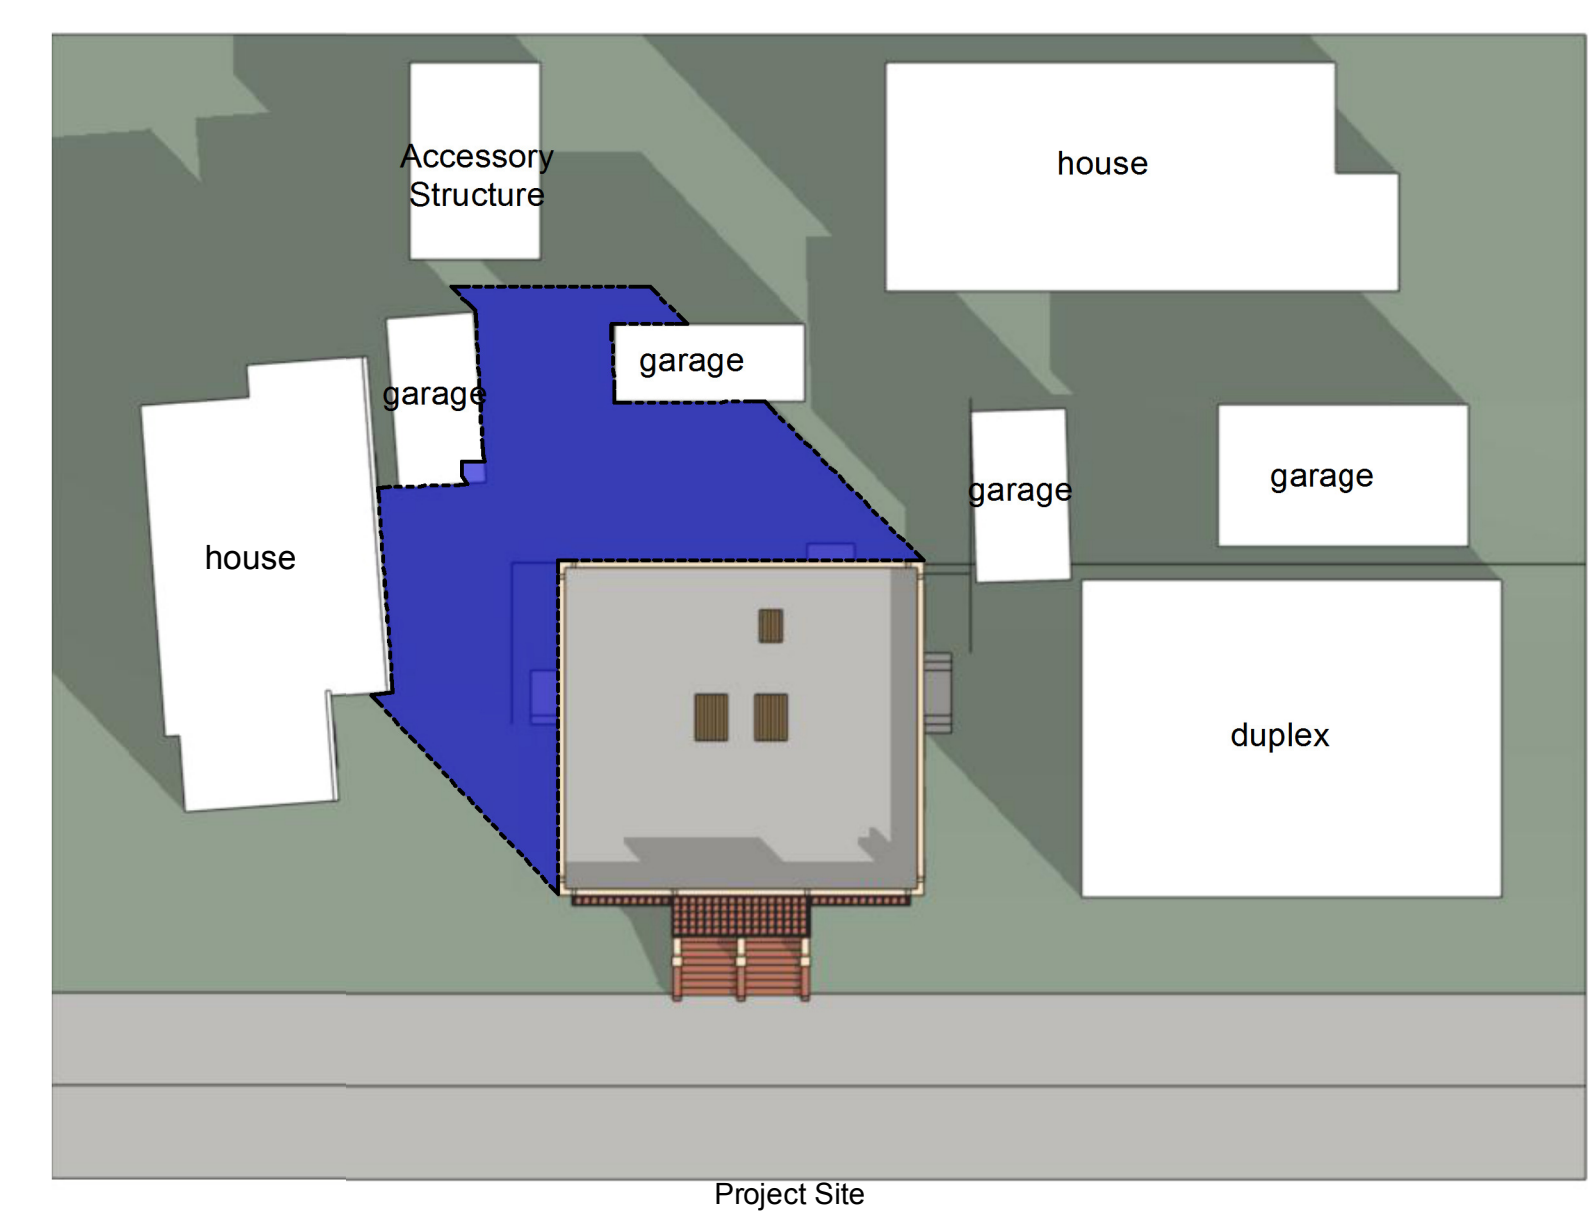 Accessory
Structure
house
garage
garage
garage
garage
house
duplex
Project Site